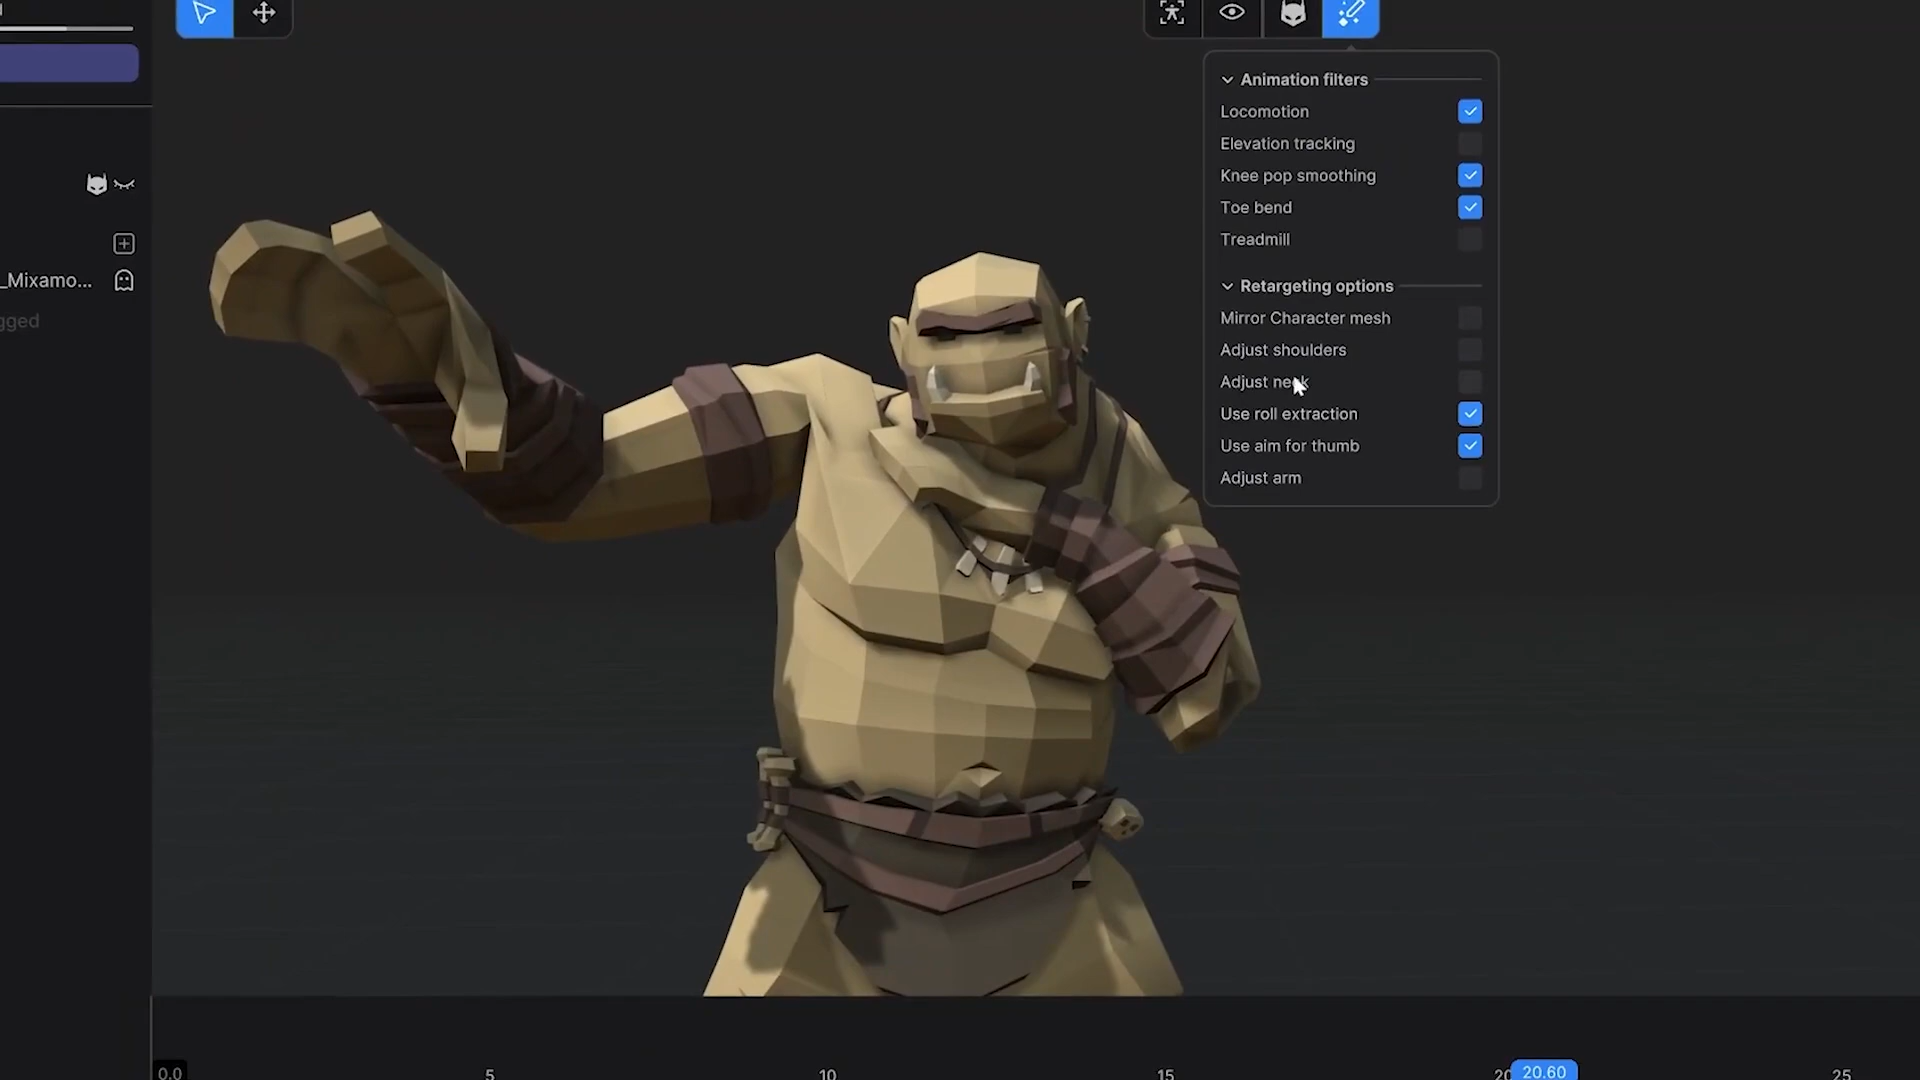 Animation filters
Locomotion
Elevation tracking
Knee pop smoothing
Toe bend
Treadmill
Retargeting options
Mirror Character mesh
Adjust shoulders
Adjust neck
Use roll extraction
Use aim for thumb
Adjust arm
_Mixamo...
gged
0.0
5
10
15
20.60
25